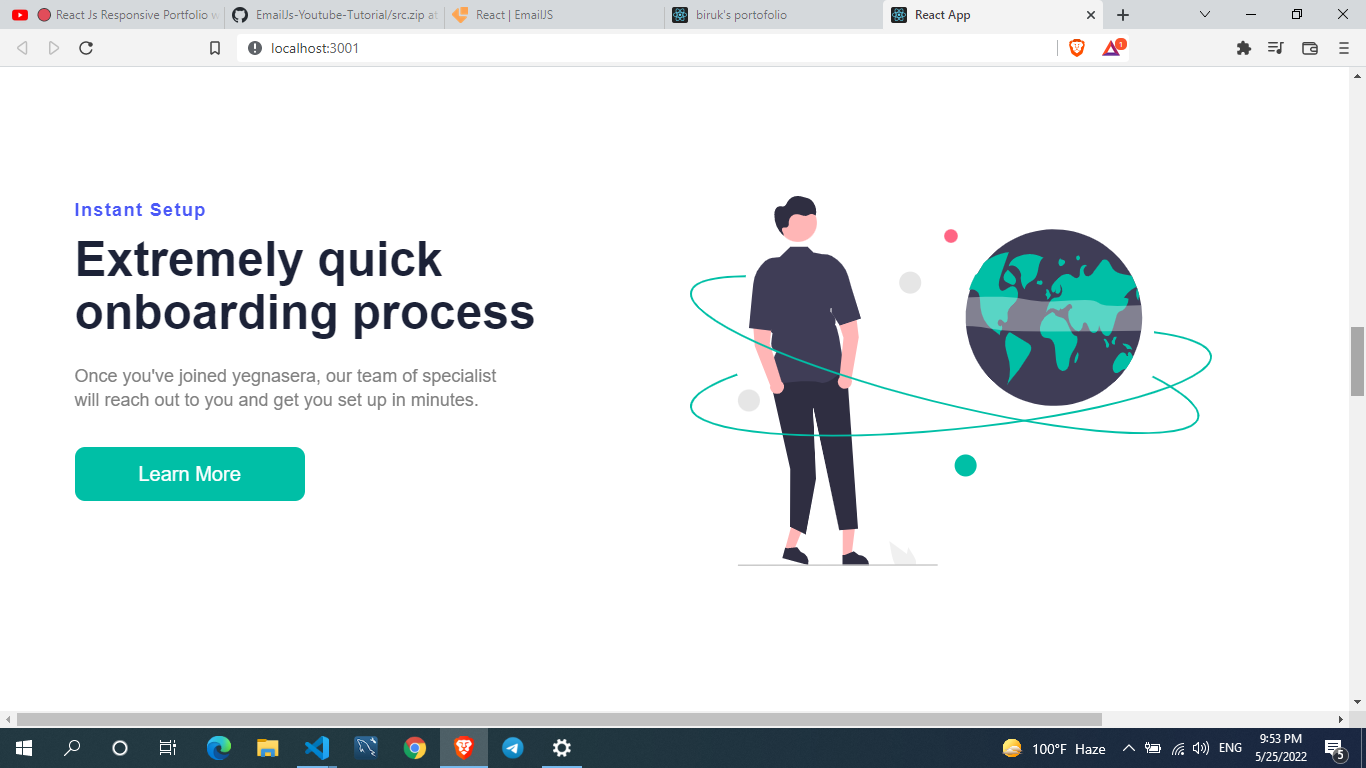 React Js Responsive Portfolio w
EmailJs-Youtube-Tutorial/src.zip at
React | EmailJS
biruk's portofolio
React App
localhost:3001
1
Instant Setup
Extremely quick
onboarding process
Once you've joined yegnasera, our team of specialist
will reach out to you and get you set up in minutes.
Learn More
100°F Haze
ENG
9:53 PM
5/25/2022
5